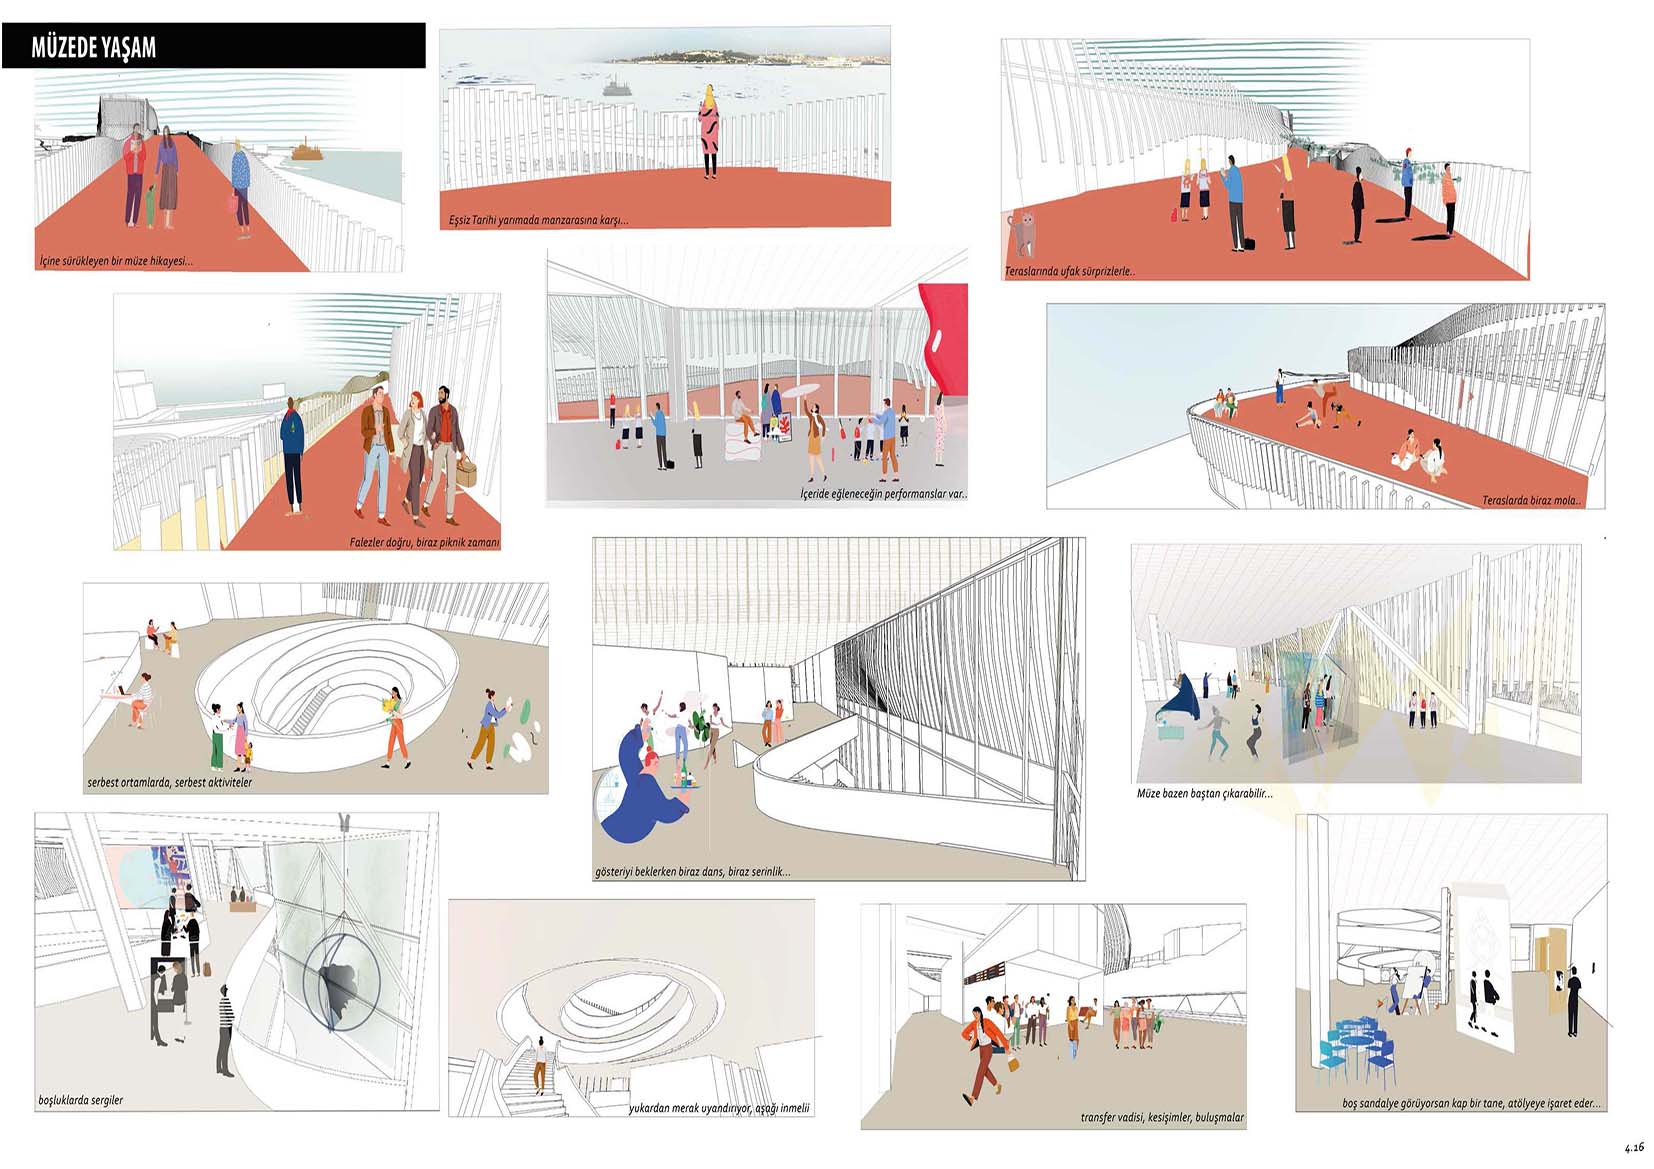 MÜZEDE YAŞAM
İçine sürükleyen bir müze hikayesi...
Eşsiz Tarihi yarımada manzarasına karşı...
Teraslarında ufak sürprizlerle..
Falezler doğru, biraz piknik zamanı
İçeride eğleneceğin performanslar var..
Teraslarda biraz mola..
serbest ortamlarda, serbest aktiviteler
gösteriyi beklerken biraz dans, biraz serinlik...
Müze bazen baştan çıkarabilir...
boşluklarda sergiler
yukardan merak uyandırıyor, aşağı inmelii
transfer vadisi, kesişimler, buluşmalar
boş sandalye görüyorsan kap bir tane, atölyeye işaret eder...
4.16